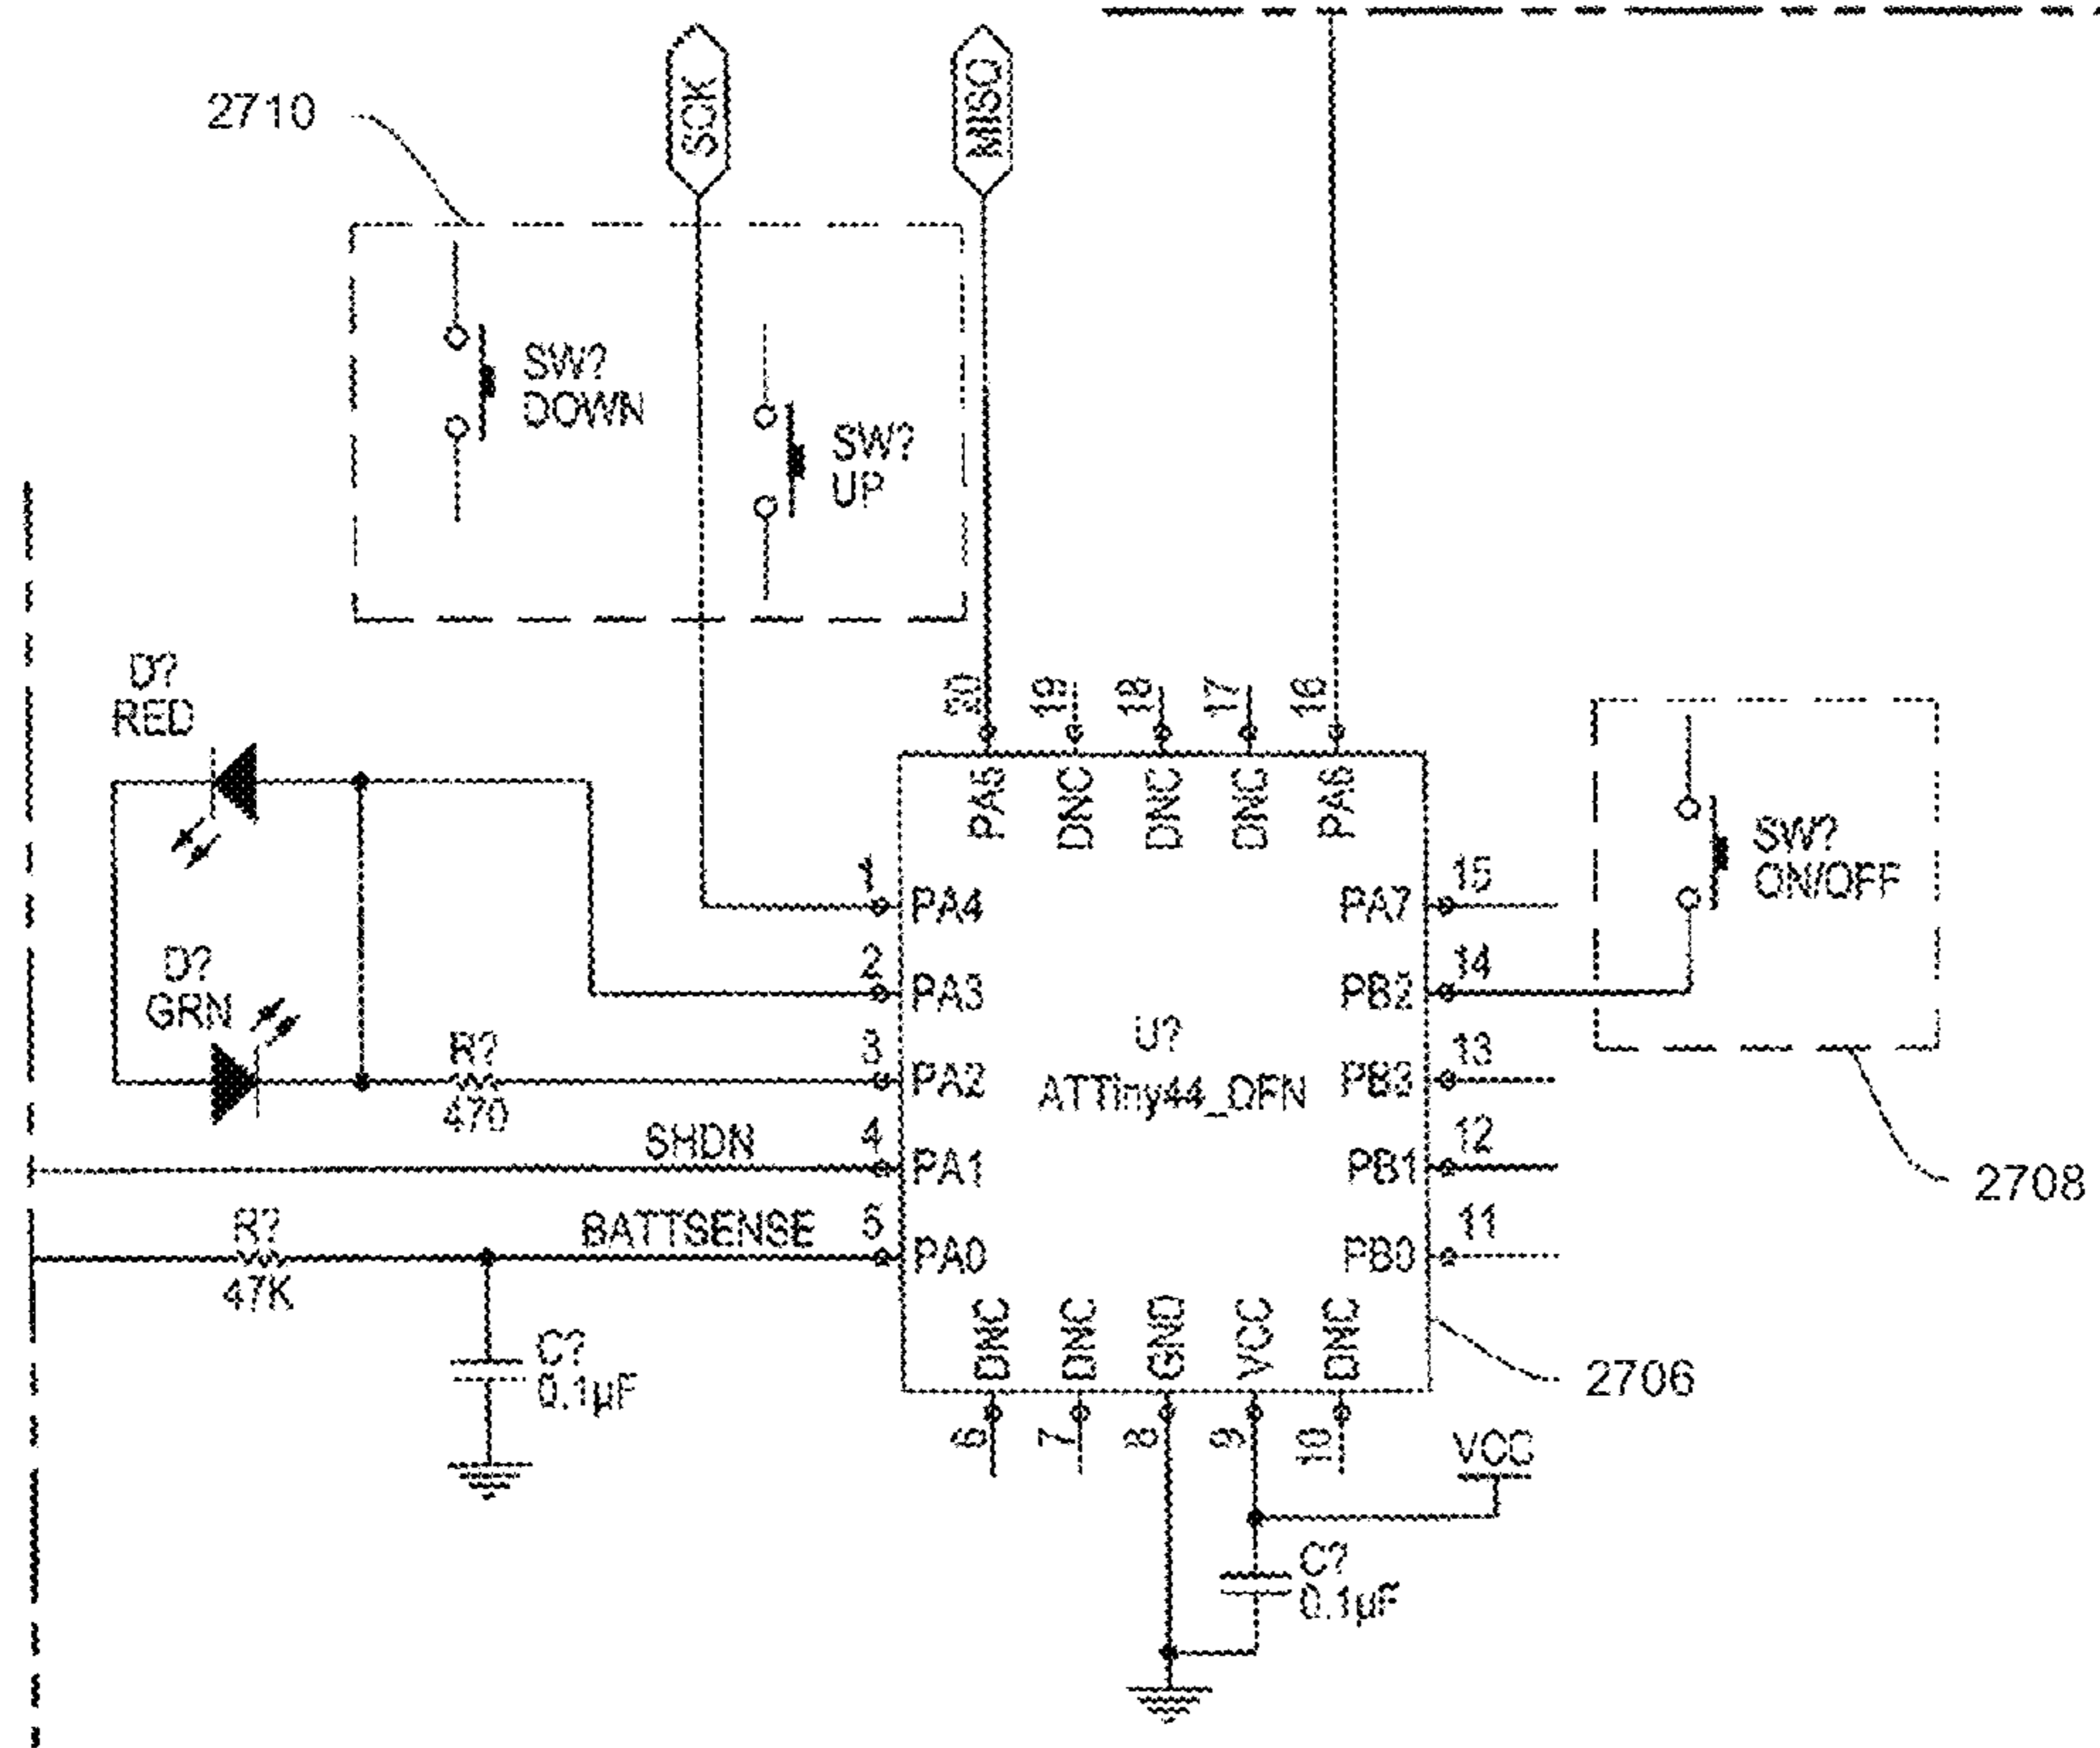 2710
SCK
MISO
SW?
DOWN
SW?
UP
D?
RED
20
19
18
17
16
PA5
DNC
DNC
DNC
PA6
SW?
ON/OFF
1
PA4
PA7
15
2
PA3
PB2
14
D?
GRN
R?
470
3
PA2
PB3
13
U?
ATTiny44_QFN
SHDN
4
PA1
PB1
12
2708
R?
47K
BATTSENSE
5
PA0
PB0
11
DNC
DNC
GND
VCC
DNC
C?
0.1µF
2706
6
7
8
9
10
VCC
C?
0.1µF